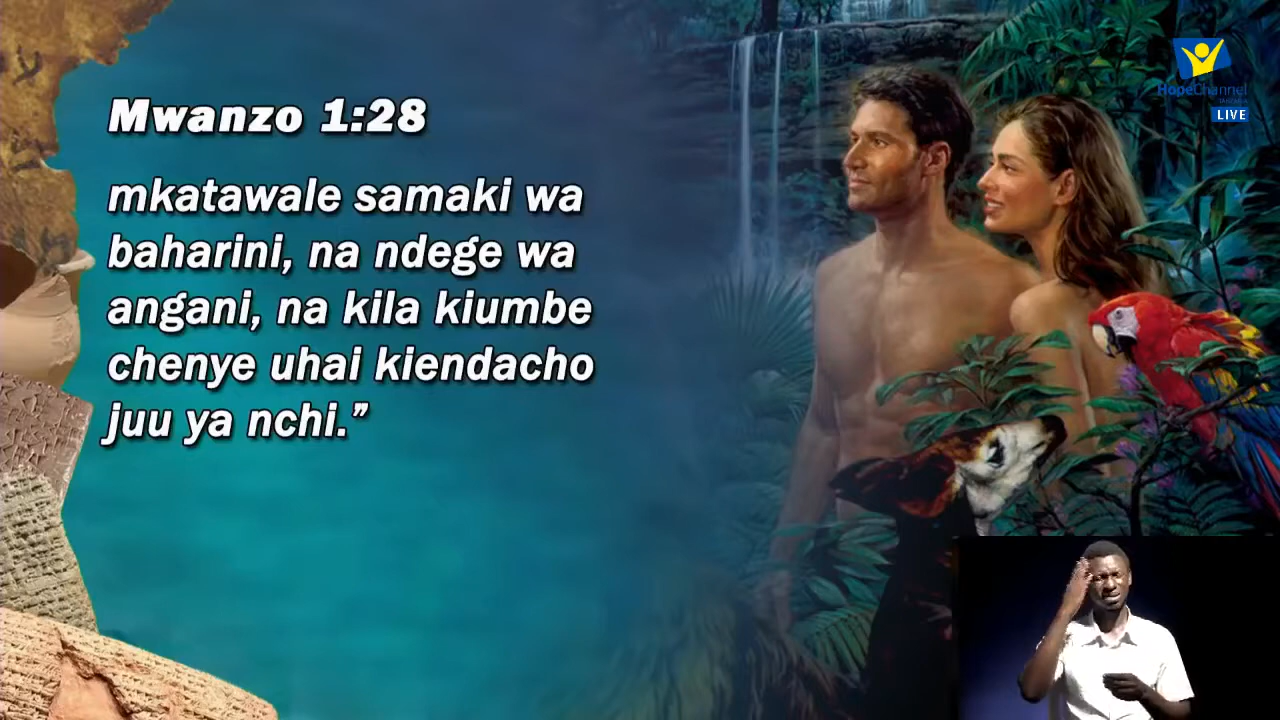 Mwanzo 1:28
mkatawale samaki wa
baharini, na ndege wa
angani, na kila kiumbe
chenye uhai kiendacho
juu ya nchi.”
HopeChannel
TANZANIA
LIVE